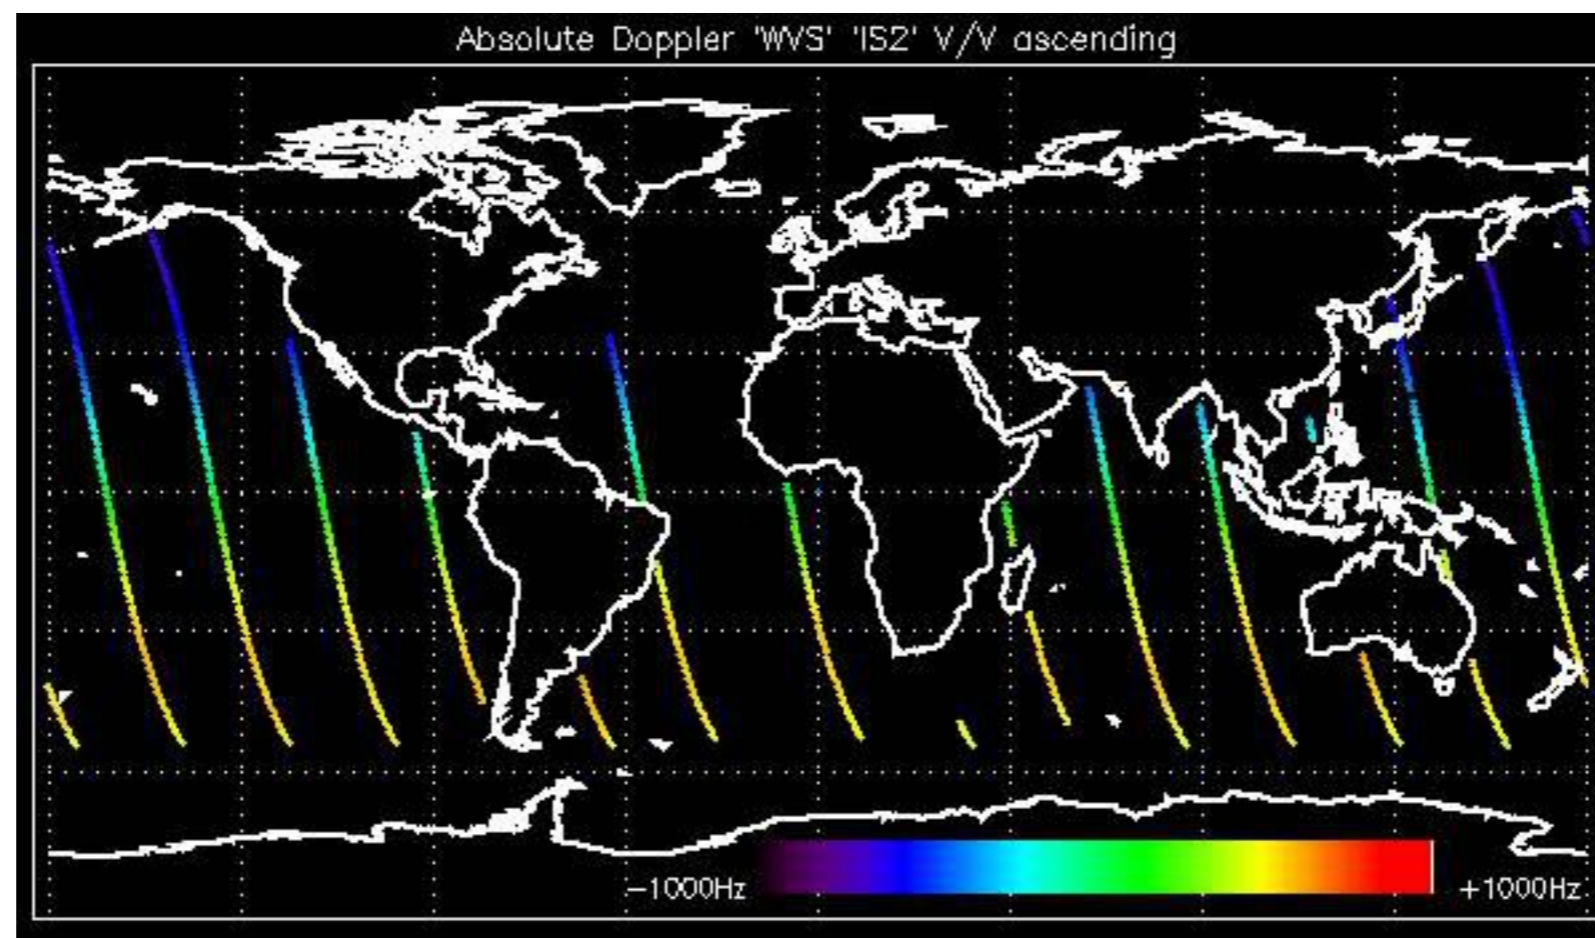 Absolute Doppler 'WVS' 'IS2' V/V ascending
−1000Hz +1000Hz